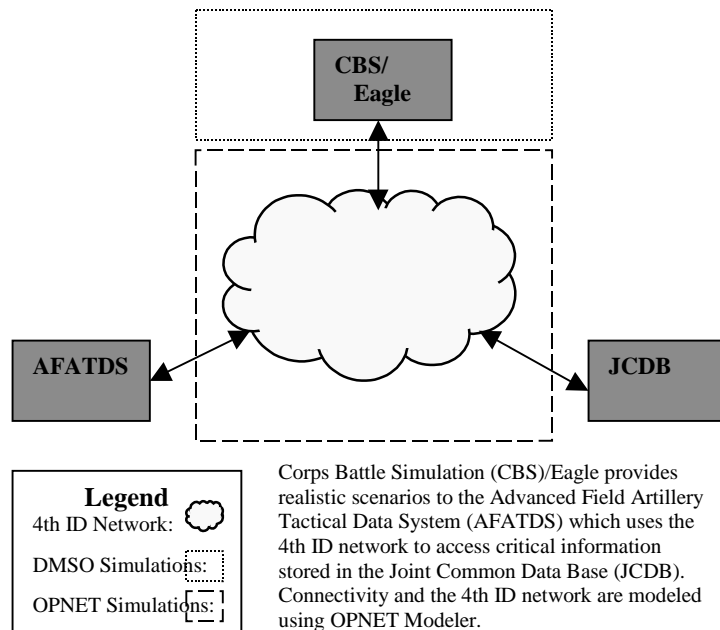 CBS/
Eagle
AFATDS
JCDB
Legend
4th ID Network:
DMSO Simulations:
OPNET Simulations:
Corps Battle Simulation (CBS)/Eagle provides
realistic scenarios to the Advanced Field Artillery
Tactical Data System (AFATDS) which uses the
4th ID network to access critical information
stored in the Joint Common Data Base (JCDB).
Connectivity and the 4th ID network are modeled
using OPNET Modeler.